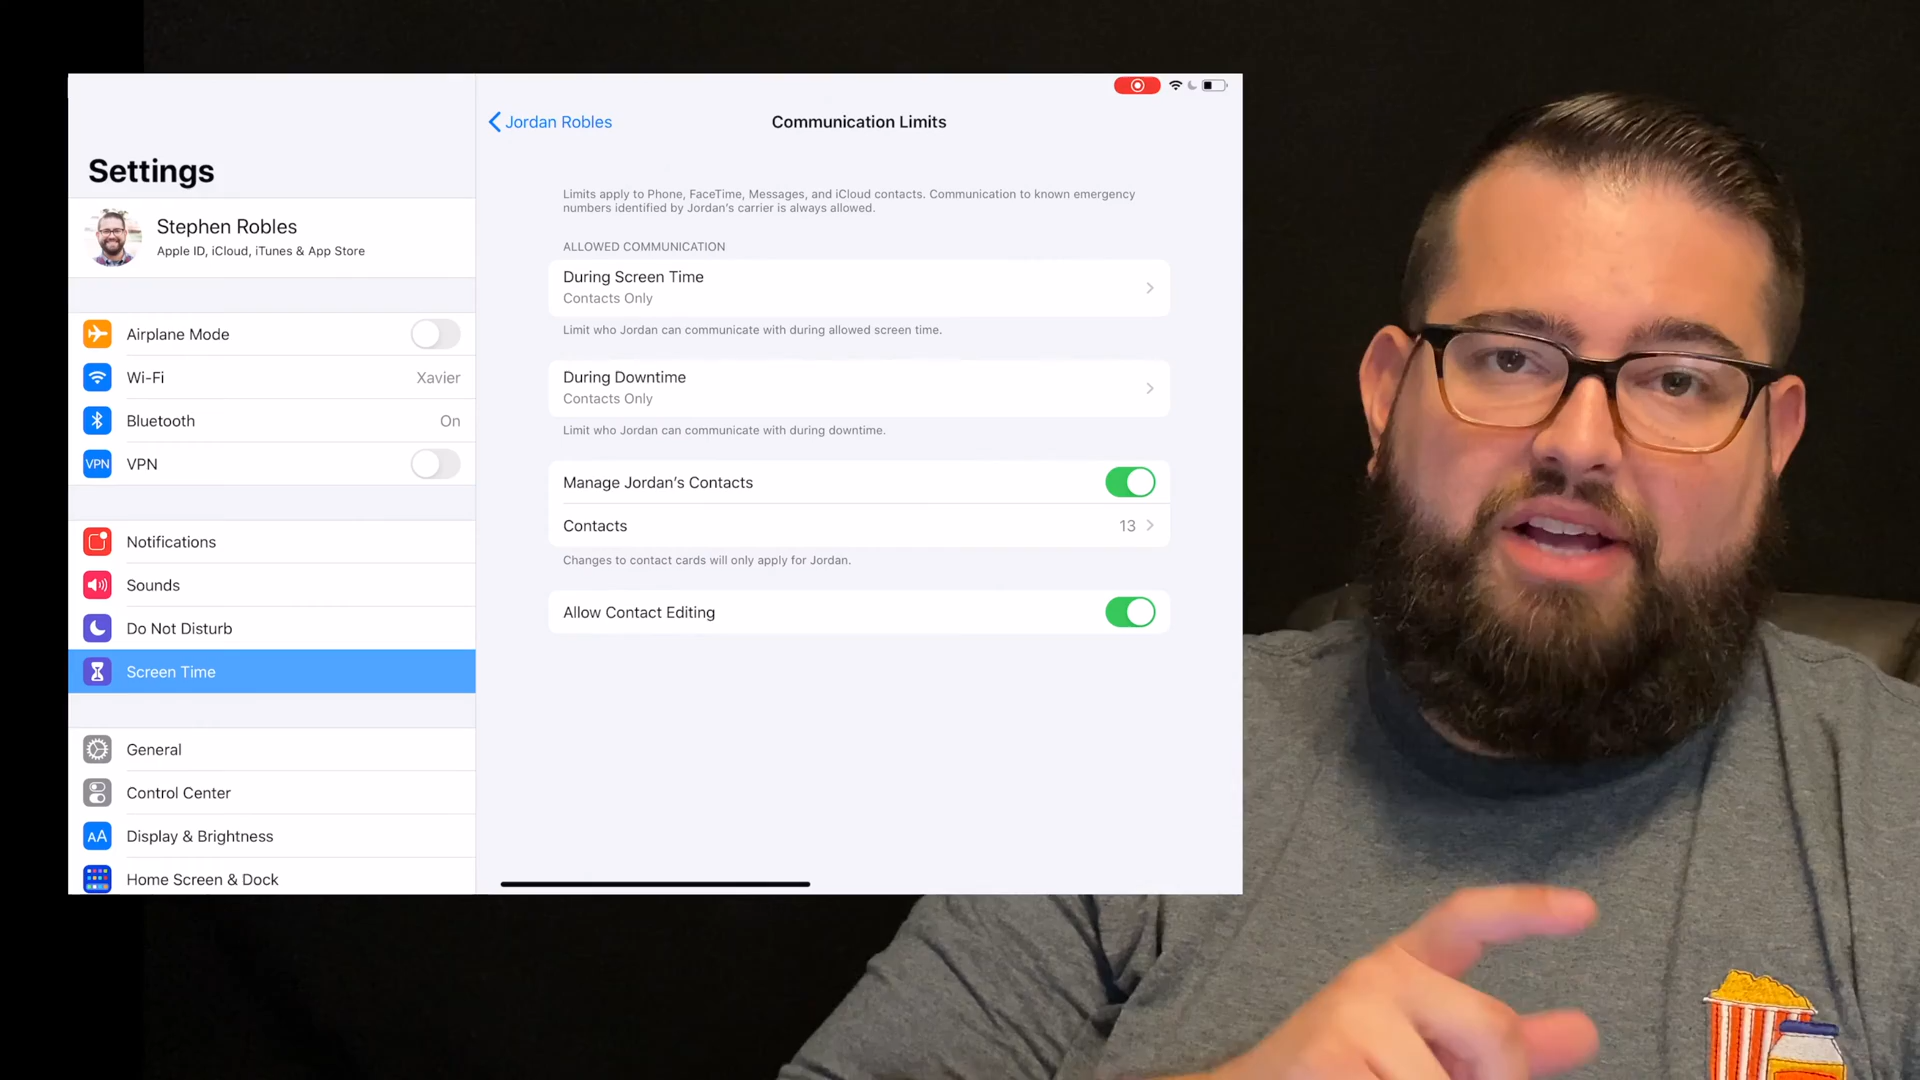 Jordan Robles
Communication Limits
Settings
Stephen Robles
Apple ID, iCloud, iTunes & App Store
Airplane Mode
Wi-Fi
Xavier
Bluetooth
On
VPN
VPN
Notifications
Sounds
Do Not Disturb
Screen Time
General
Control Center
AA
Display & Brightness
Home Screen & Dock
Limits apply to Phone, FaceTime, Messages, and iCloud contacts. Communication to known emergency
numbers identified by Jordan's carrier is always allowed.
ALLOWED COMMUNICATION
During Screen Time
Contacts Only
Limit who Jordan can communicate with during allowed screen time.
During Downtime
Contacts Only
Limit who Jordan can communicate with during downtime.
Manage Jordan's Contacts
Contacts
13
Changes to contact cards will only apply for Jordan.
Allow Contact Editing